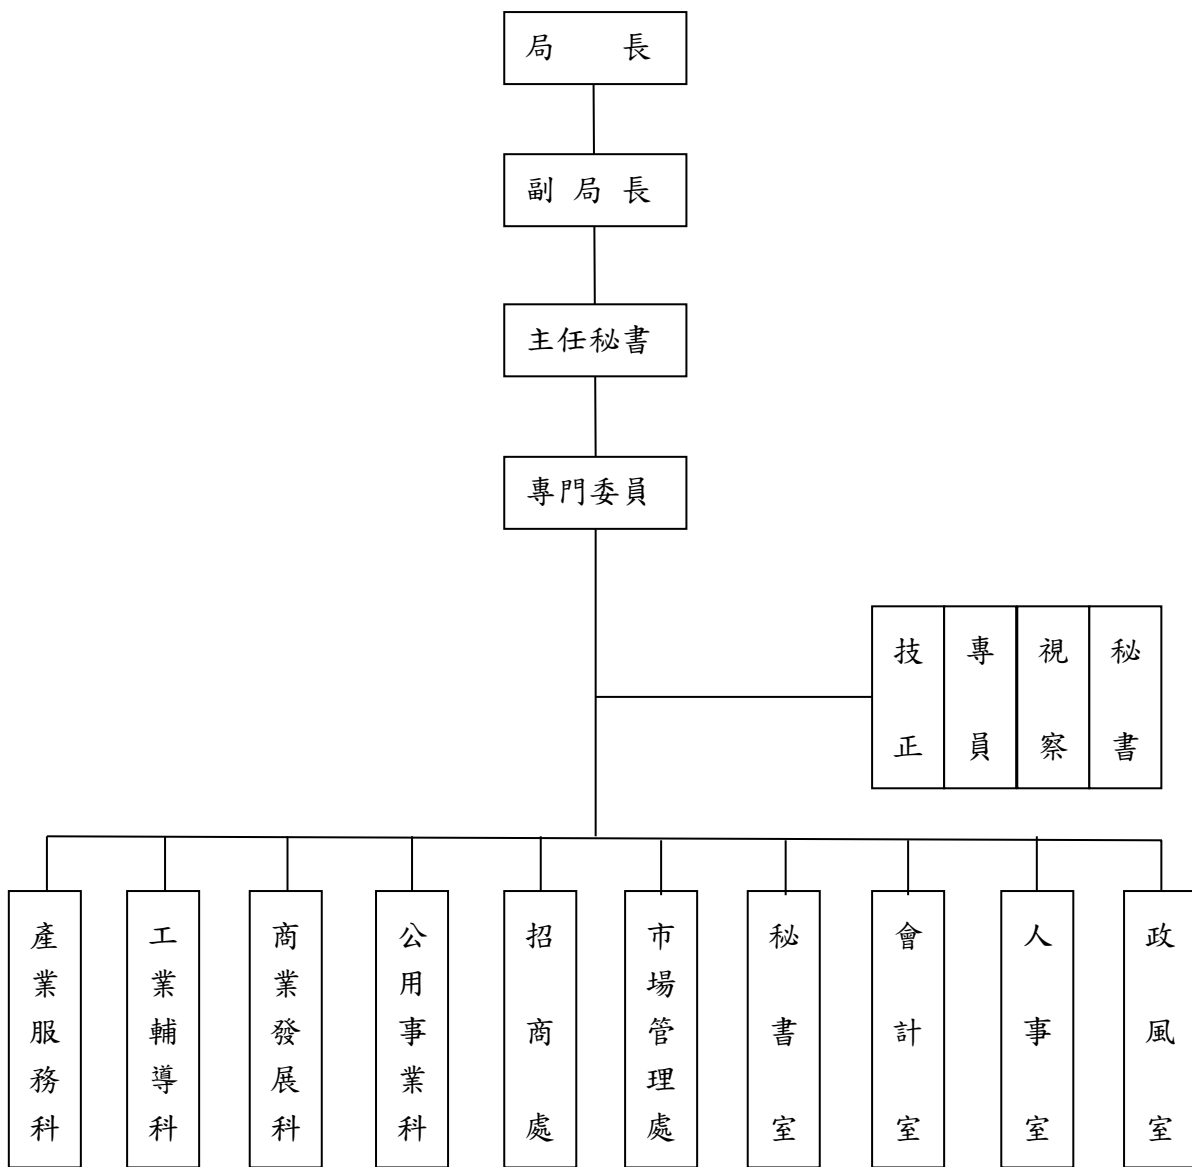 局長
副局長
主任秘書
專門委員
技正
專員
視察
秘書
產業服務科
工業輔導科
商業發展科
公用事業科
招商處
市場管理處
秘書室
會計室
人事室
政風室